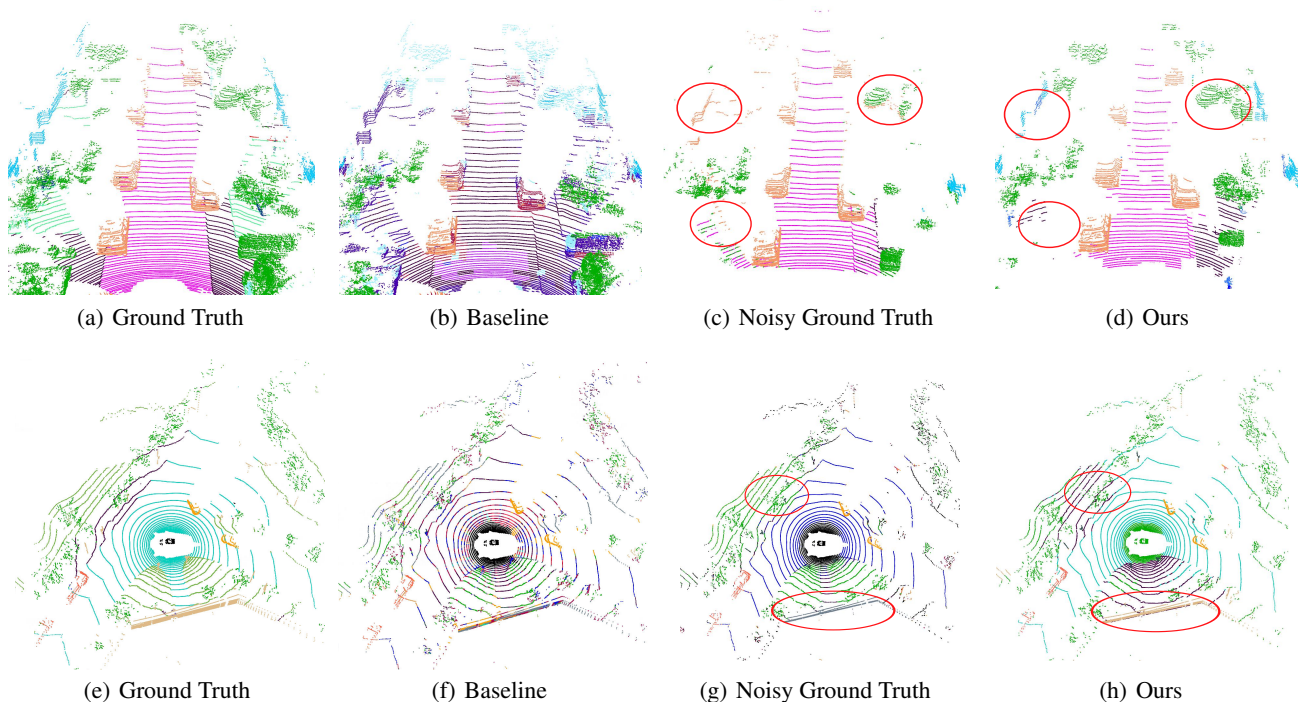 (a) Ground Truth
(b) Baseline
(c) Noisy Ground Truth
(d) Ours
(e) Ground Truth
(f) Baseline
(g) Noisy Ground Truth
(h) Ours